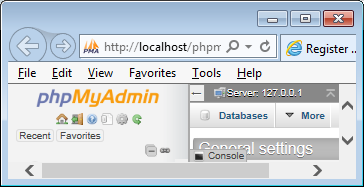 PMA
http://localhost/phpm
Register ...
File View Favorites Tools Help
phpMyAdmin
Server: 127.0.0.1
Databases More
Recent Favorites
General settings
Console